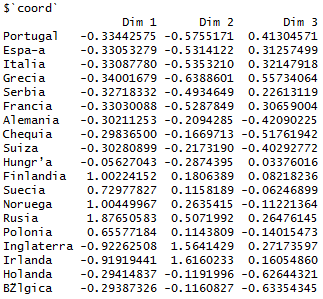 $`coord`
Dim 1 Dim 2 Dim 3
Portugal -0.33442575 -0.5755171 0.41304571
Espa-a -0.33053279 -0.5314122 0.31257499
Italia -0.33087780 -0.5353210 0.32147918
Grecia -0.34001679 -0.6388601 0.55734064
Serbia -0.32718332 -0.4934649 0.22613119
Francia -0.33030088 -0.5287849 0.30659004
Alemania -0.30211253 -0.2094285 -0.42090225
Chequia -0.29836500 -0.1669713 -0.51761942
Suiza -0.30280899 -0.2173190 -0.40292772
Hungr'a -0.05627043 -0.2874395 0.03376016
Finlandia 1.00224152 0.1806389 0.08218236
Suecia 0.72977827 0.1158189 -0.06246899
Noruega 1.00449967 0.2635415 -0.11221364
Rusia 1.87650583 0.5071992 0.26476145
Polonia 0.65577184 0.1143809 -0.14015473
Inglaterra -0.92262508 1.5641429 0.27173597
Irlanda -0.91919441 1.6160233 0.16054860
Holanda -0.29414837 -0.1191996 -0.62644321
BŽlgica -0.29387326 -0.1160827 -0.63354345